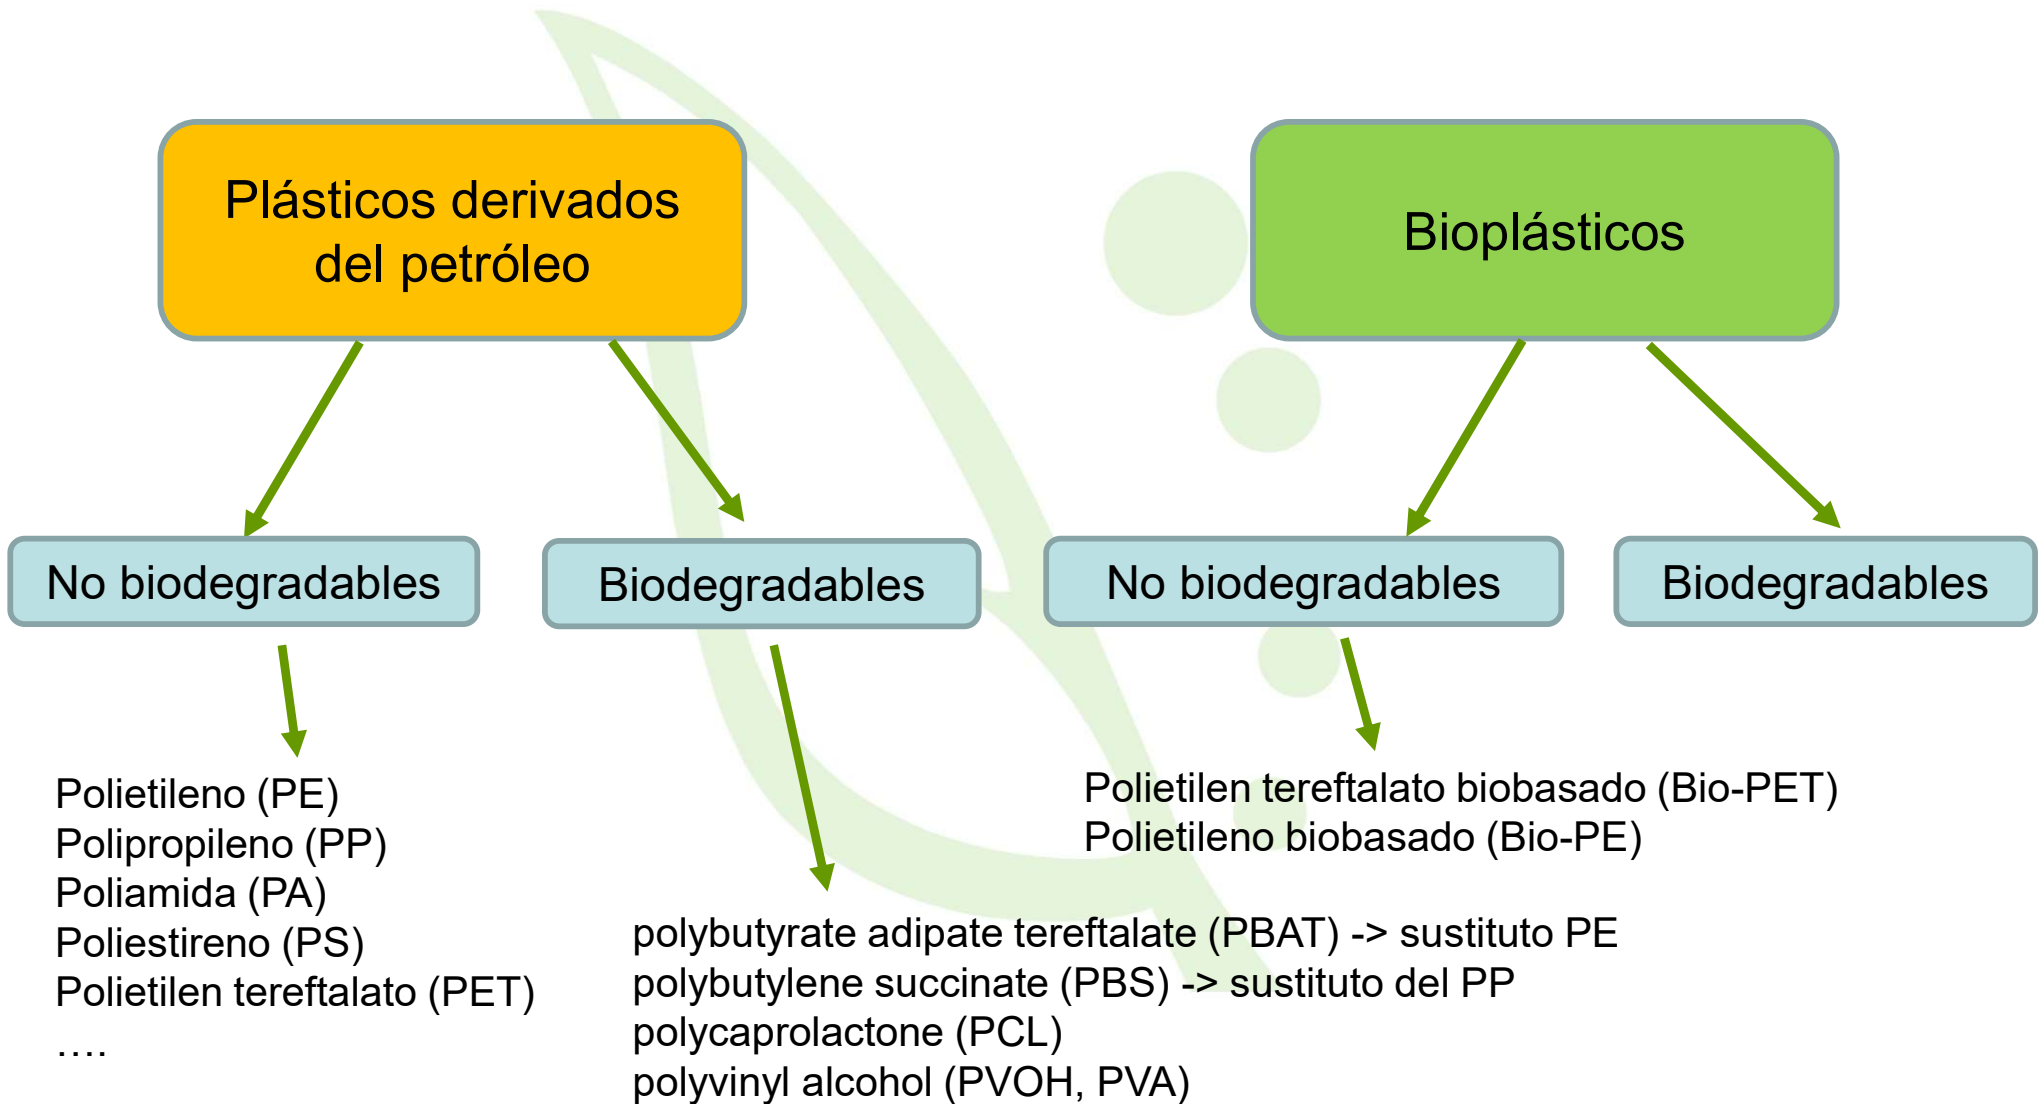 Plásticos derivados
del petróleo
Bioplásticos
No biodegradables
Biodegradables
No biodegradables
Biodegradables
Polietileno (PE)
Polipropileno (PP)
Poliamida (PA)
Poliestireno (PS)
Polietilen tereftalato (PET)
....
polybutyrate adipate tereftalate (PBAT) -> sustituto PE
polybutylene succinate (PBS) -> sustituto del PP
polycaprolactone (PCL)
polyvinyl alcohol (PVOH, PVA)
Polietilen tereftalato biobasado (Bio-PET)
Polietileno biobasado (Bio-PE)